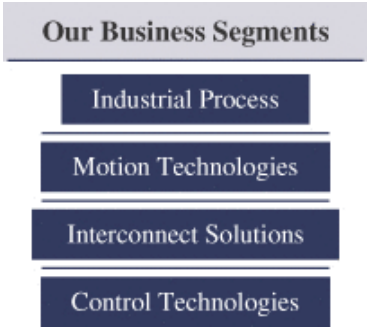 Our Business Segments
Industrial Process
Motion Technologies
Interconnect Solutions
Control Technologies